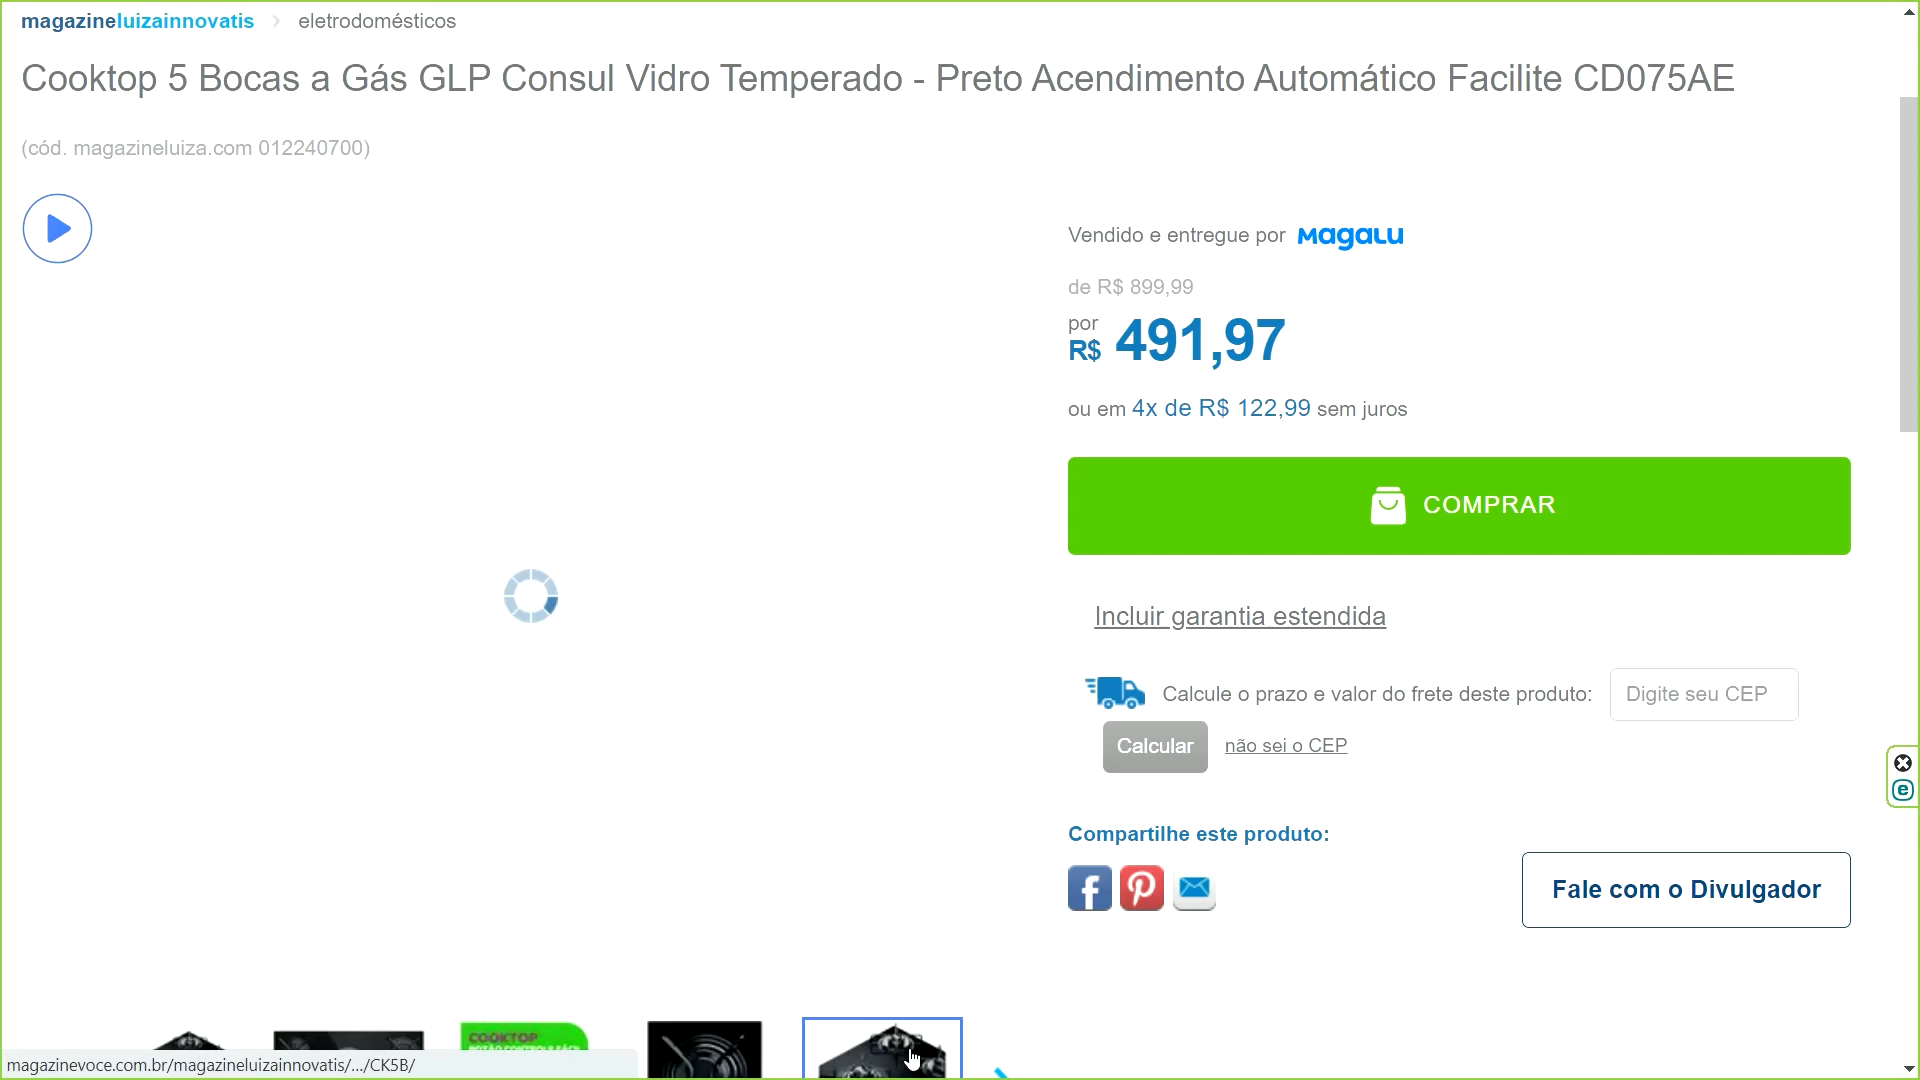 magazineluizainnovatis > eletrodomésticos
Cooktop 5 Bocas a Gás GLP Consul Vidro Temperado - Preto Acendimento Automático Facilite CD075AE
(cód. magazineluiza.com 012240700)
Vendido e entregue por Magalu
de R$ 899,99
por
R$ 491,97
ou em 4x de R$ 122,99 sem juros
COMPRAR
Incluir garantia estendida
Calcule o prazo e valor do frete deste produto: Digite seu CEP
Calcular não sei o CEP
Compartilhe este produto:
Fale com o Divulgador
COOKTOP
magazinevoce.com.br/magazineluizainnovatis/.../CK5B/